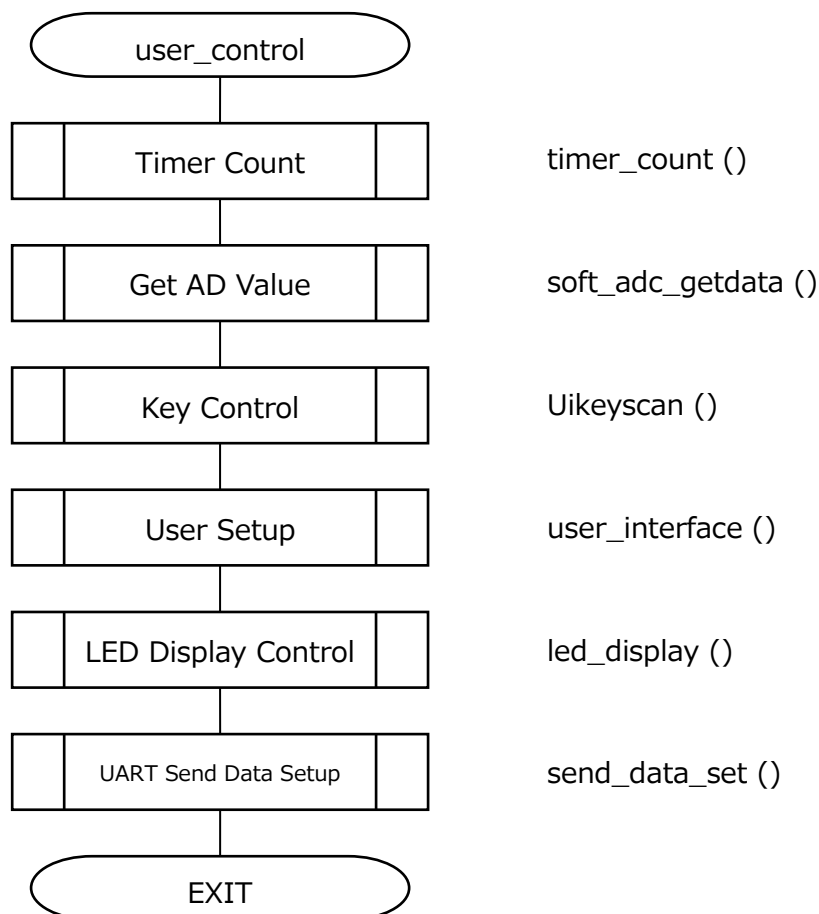 user_control
Timer Count timer_count ()
Get AD Value soft_adc_getdata ()
Key Control Uikeyscan ()
User Setup user_interface ()
LED Display Control led_display ()
UART Send Data Setup send_data_set ()
EXIT